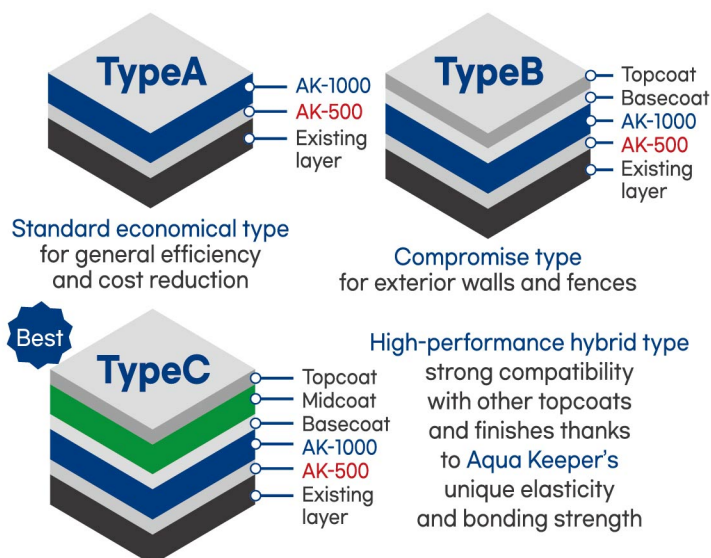 TypeA
AK-1000
AK-500
Existing
layer
Standard economical type
for general efficiency
and cost reduction
TypeB
Topcoat
Basecoat
AK-1000
AK-500
Existing
layer
Compromise type
for exterior walls and fences
Best
TypeC
Topcoat
Midcoat
Basecoat
AK-1000
AK-500
Existing
layer
High-performance hybrid type
strong compatibility
with other topcoats
and finishes thanks
to Aqua Keeper's
unique elasticity
and bonding strength